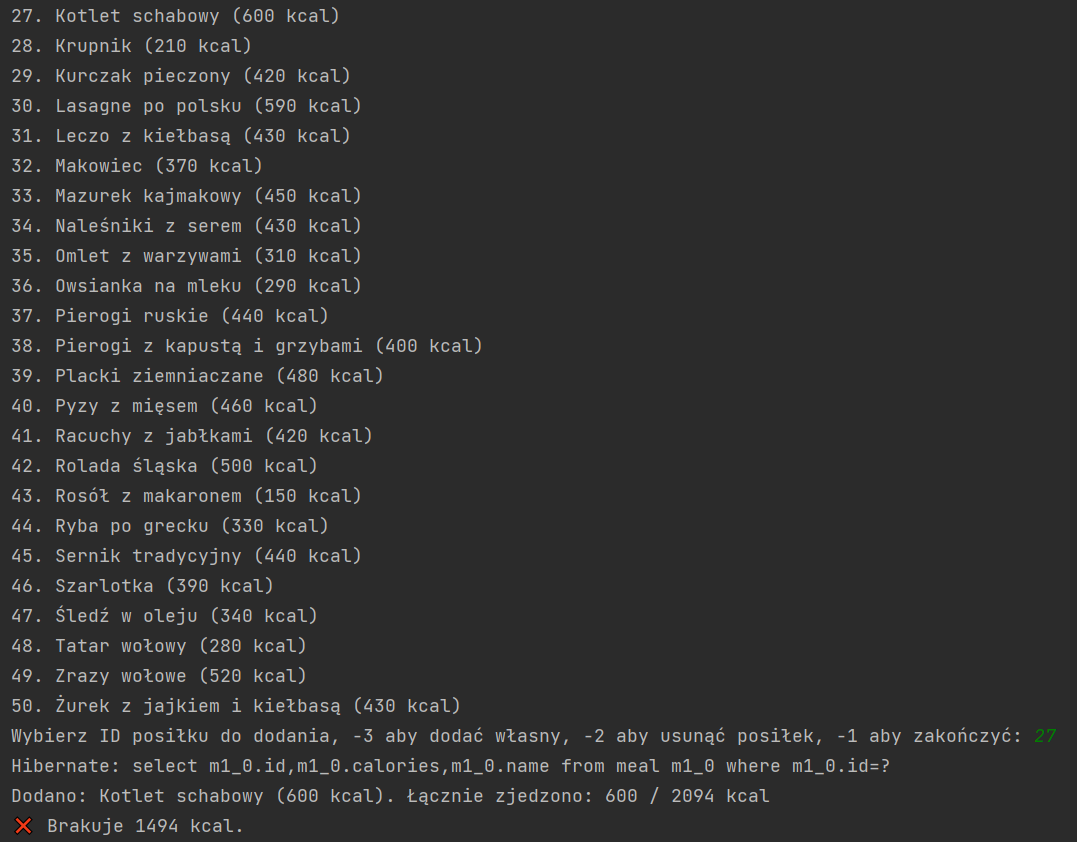 27. Kotlet schabowy (600 kcal)
28. Krupnik (210 kcal)
29. Kurczak pieczony (420 kcal)
30. Lasagne po polsku (590 kcal)
31. Leczo z kiełbasą (430 kcal)
32. Makowiec (370 kcal)
33. Mazurek kajmakowy (450 kcal)
34. Naleśniki z serem (430 kcal)
35. Omlet z warzywami (310 kcal)
36. Owsianka na mleku (290 kcal)
37. Pierogi ruskie (440 kcal)
38. Pierogi z kapustą i grzybami (400 kcal)
39. Placki ziemniaczane (480 kcal)
40. Pyzy z mięsem (460 kcal)
41. Racuchy z jabłkami (420 kcal)
42. Rolada śląska (500 kcal)
43. Rosół z makaronem (150 kcal)
44. Ryba po grecku (330 kcal)
45. Sernik tradycyjny (440 kcal)
46. Szarlotka (390 kcal)
47. Śledź w oleju (340 kcal)
48. Tatar wołowy (280 kcal)
49. Zrazy wołowe (520 kcal)
50. Żurek z jajkiem i kiełbasą (430 kcal)
Wybierz ID posiłku do dodania, -3 aby dodać własny, -2 aby usunąć posiłek, -1 aby zakończyć: 27
Hibernate: select m1_0.id,m1_0.calories,m1_0.name from meal m1_0 where m1_0.id=?
Dodano: Kotlet schabowy (600 kcal). Łącznie zjedzono: 600 / 2094 kcal
❌ Brakuje 1494 kcal.